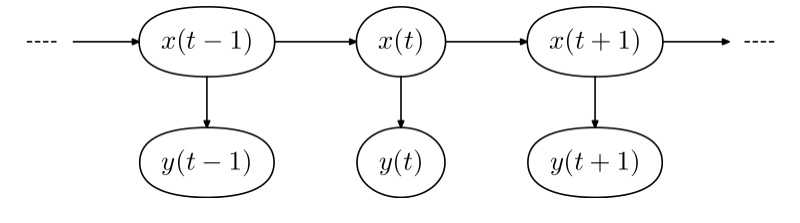 x(t − 1) x(t) x(t + 1)
y(t − 1) y(t) y(t + 1)